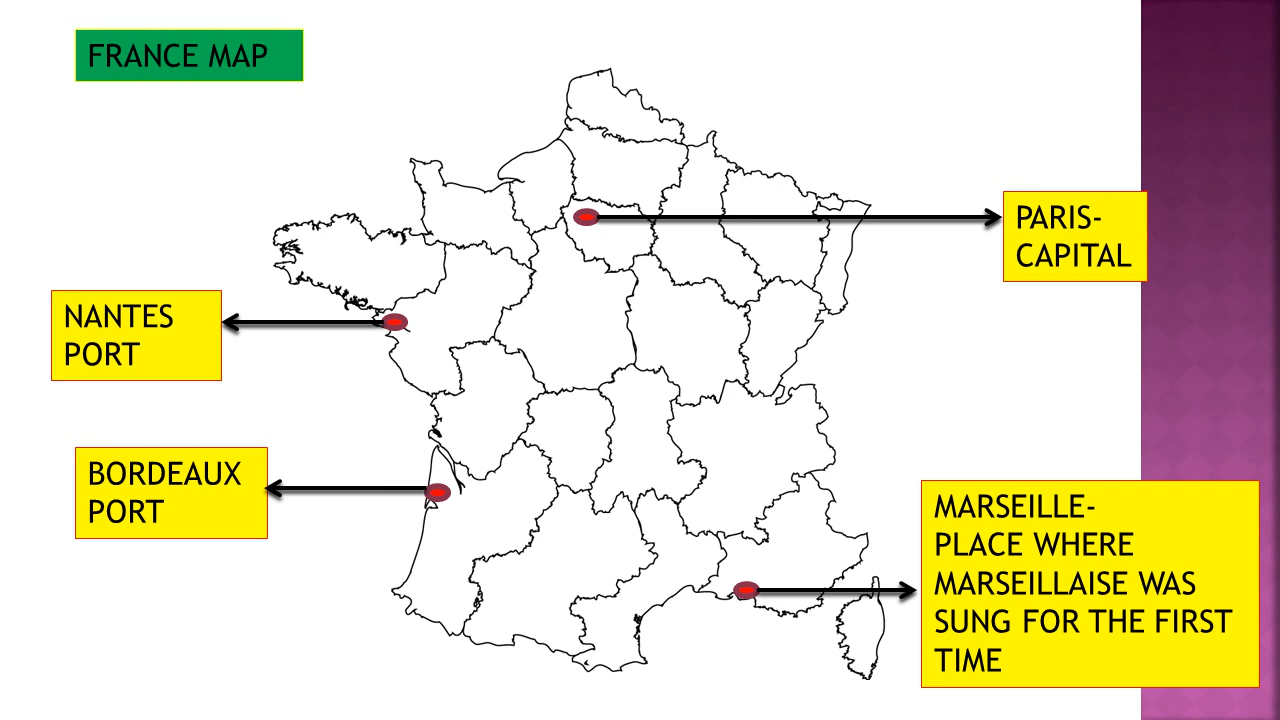 FRANCE MAP
PARIS-
CAPITAL
NANTES
PORT
BORDEAUX
PORT
MARSEILLE-
PLACE WHERE
MARSEILLAISE WAS
SUNG FOR THE FIRST
TIME